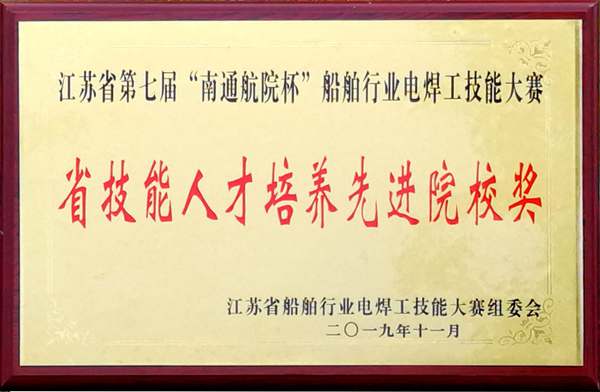 江苏省第七届“南通航院杯”船舶行业电焊工技能大赛
省技能人才培养先进院校奖
江苏省船舶行业电焊工技能大赛组委会
二〇一九年十一月